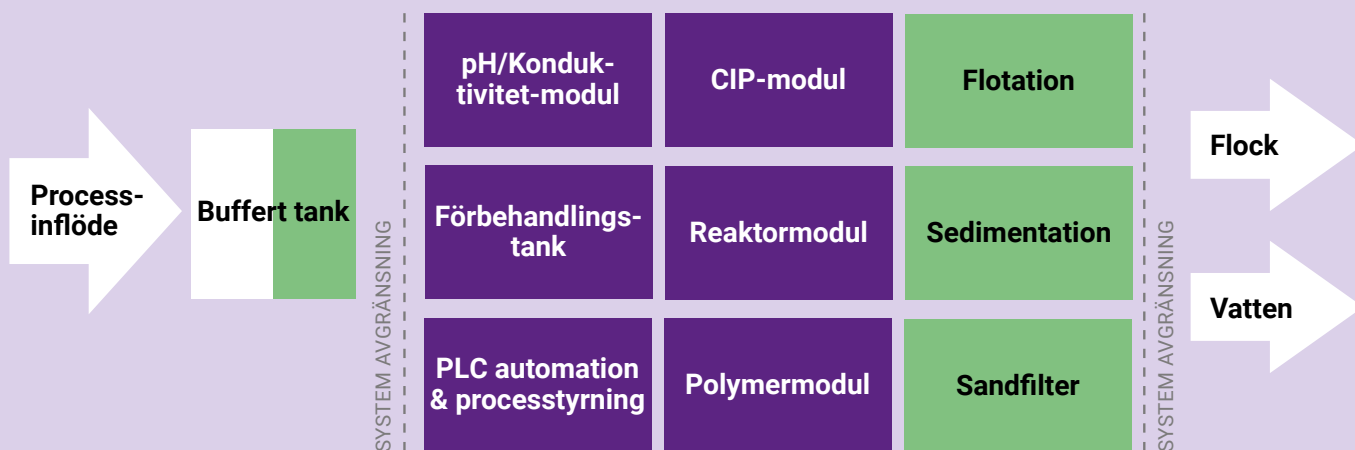 Process-
inflöde
Buffert tank
SYSTEM AVGRÄNSNING
pH/Konduk-
tivitet-modul
CIP-modul
Flotation
Förbehandlings-
tank
Reaktormodul
Sedimentation
PLC automation
& processtyrning
Polymermodul
Sandfilter
SYSTEM AVGRÄNSNING
Flock
Vatten